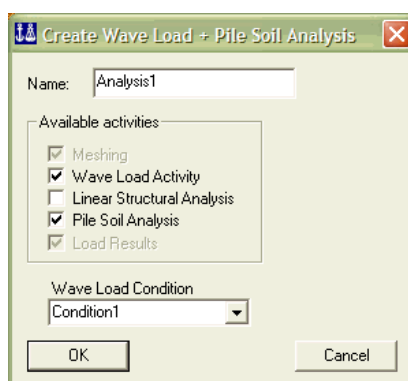 Create Wave Load + Pile Soil Analysis
Name: Analysis1
Available activities
Meshing
Wave Load Activity
Linear Structural Analysis
Pile Soil Analysis
Load Results
Wave Load Condition
Condition1
OK Cancel